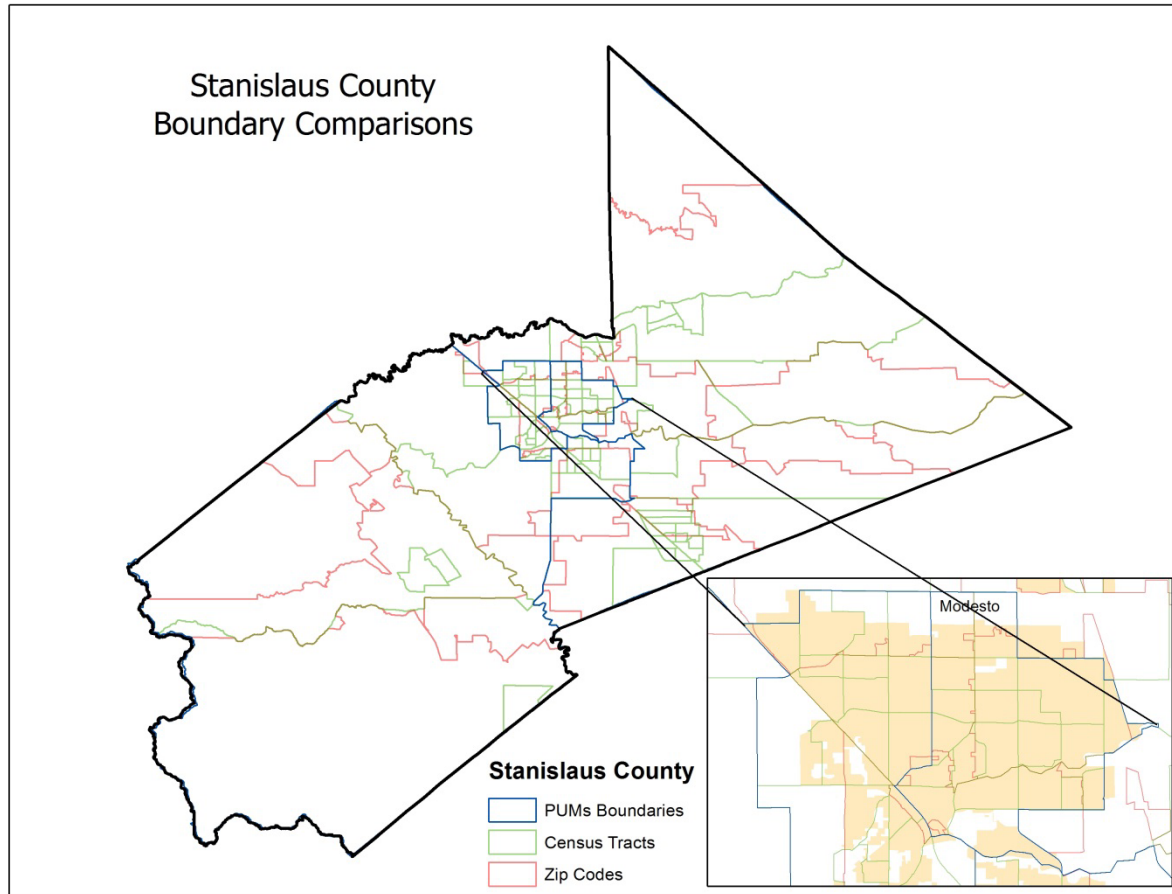 Stanislaus County
Boundary Comparisons
Modesto
Stanislaus County
PUMs Boundaries
Census Tracts
Zip Codes